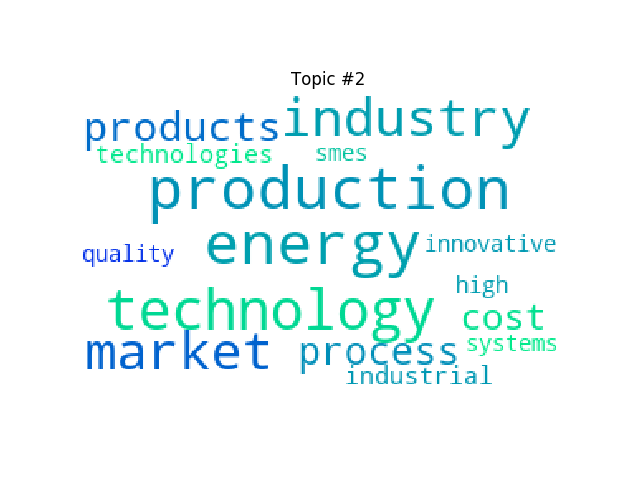 Topic #2
products industry
technologies smes
production
quality energy innovative
high
technology cost
market process systems
industrial